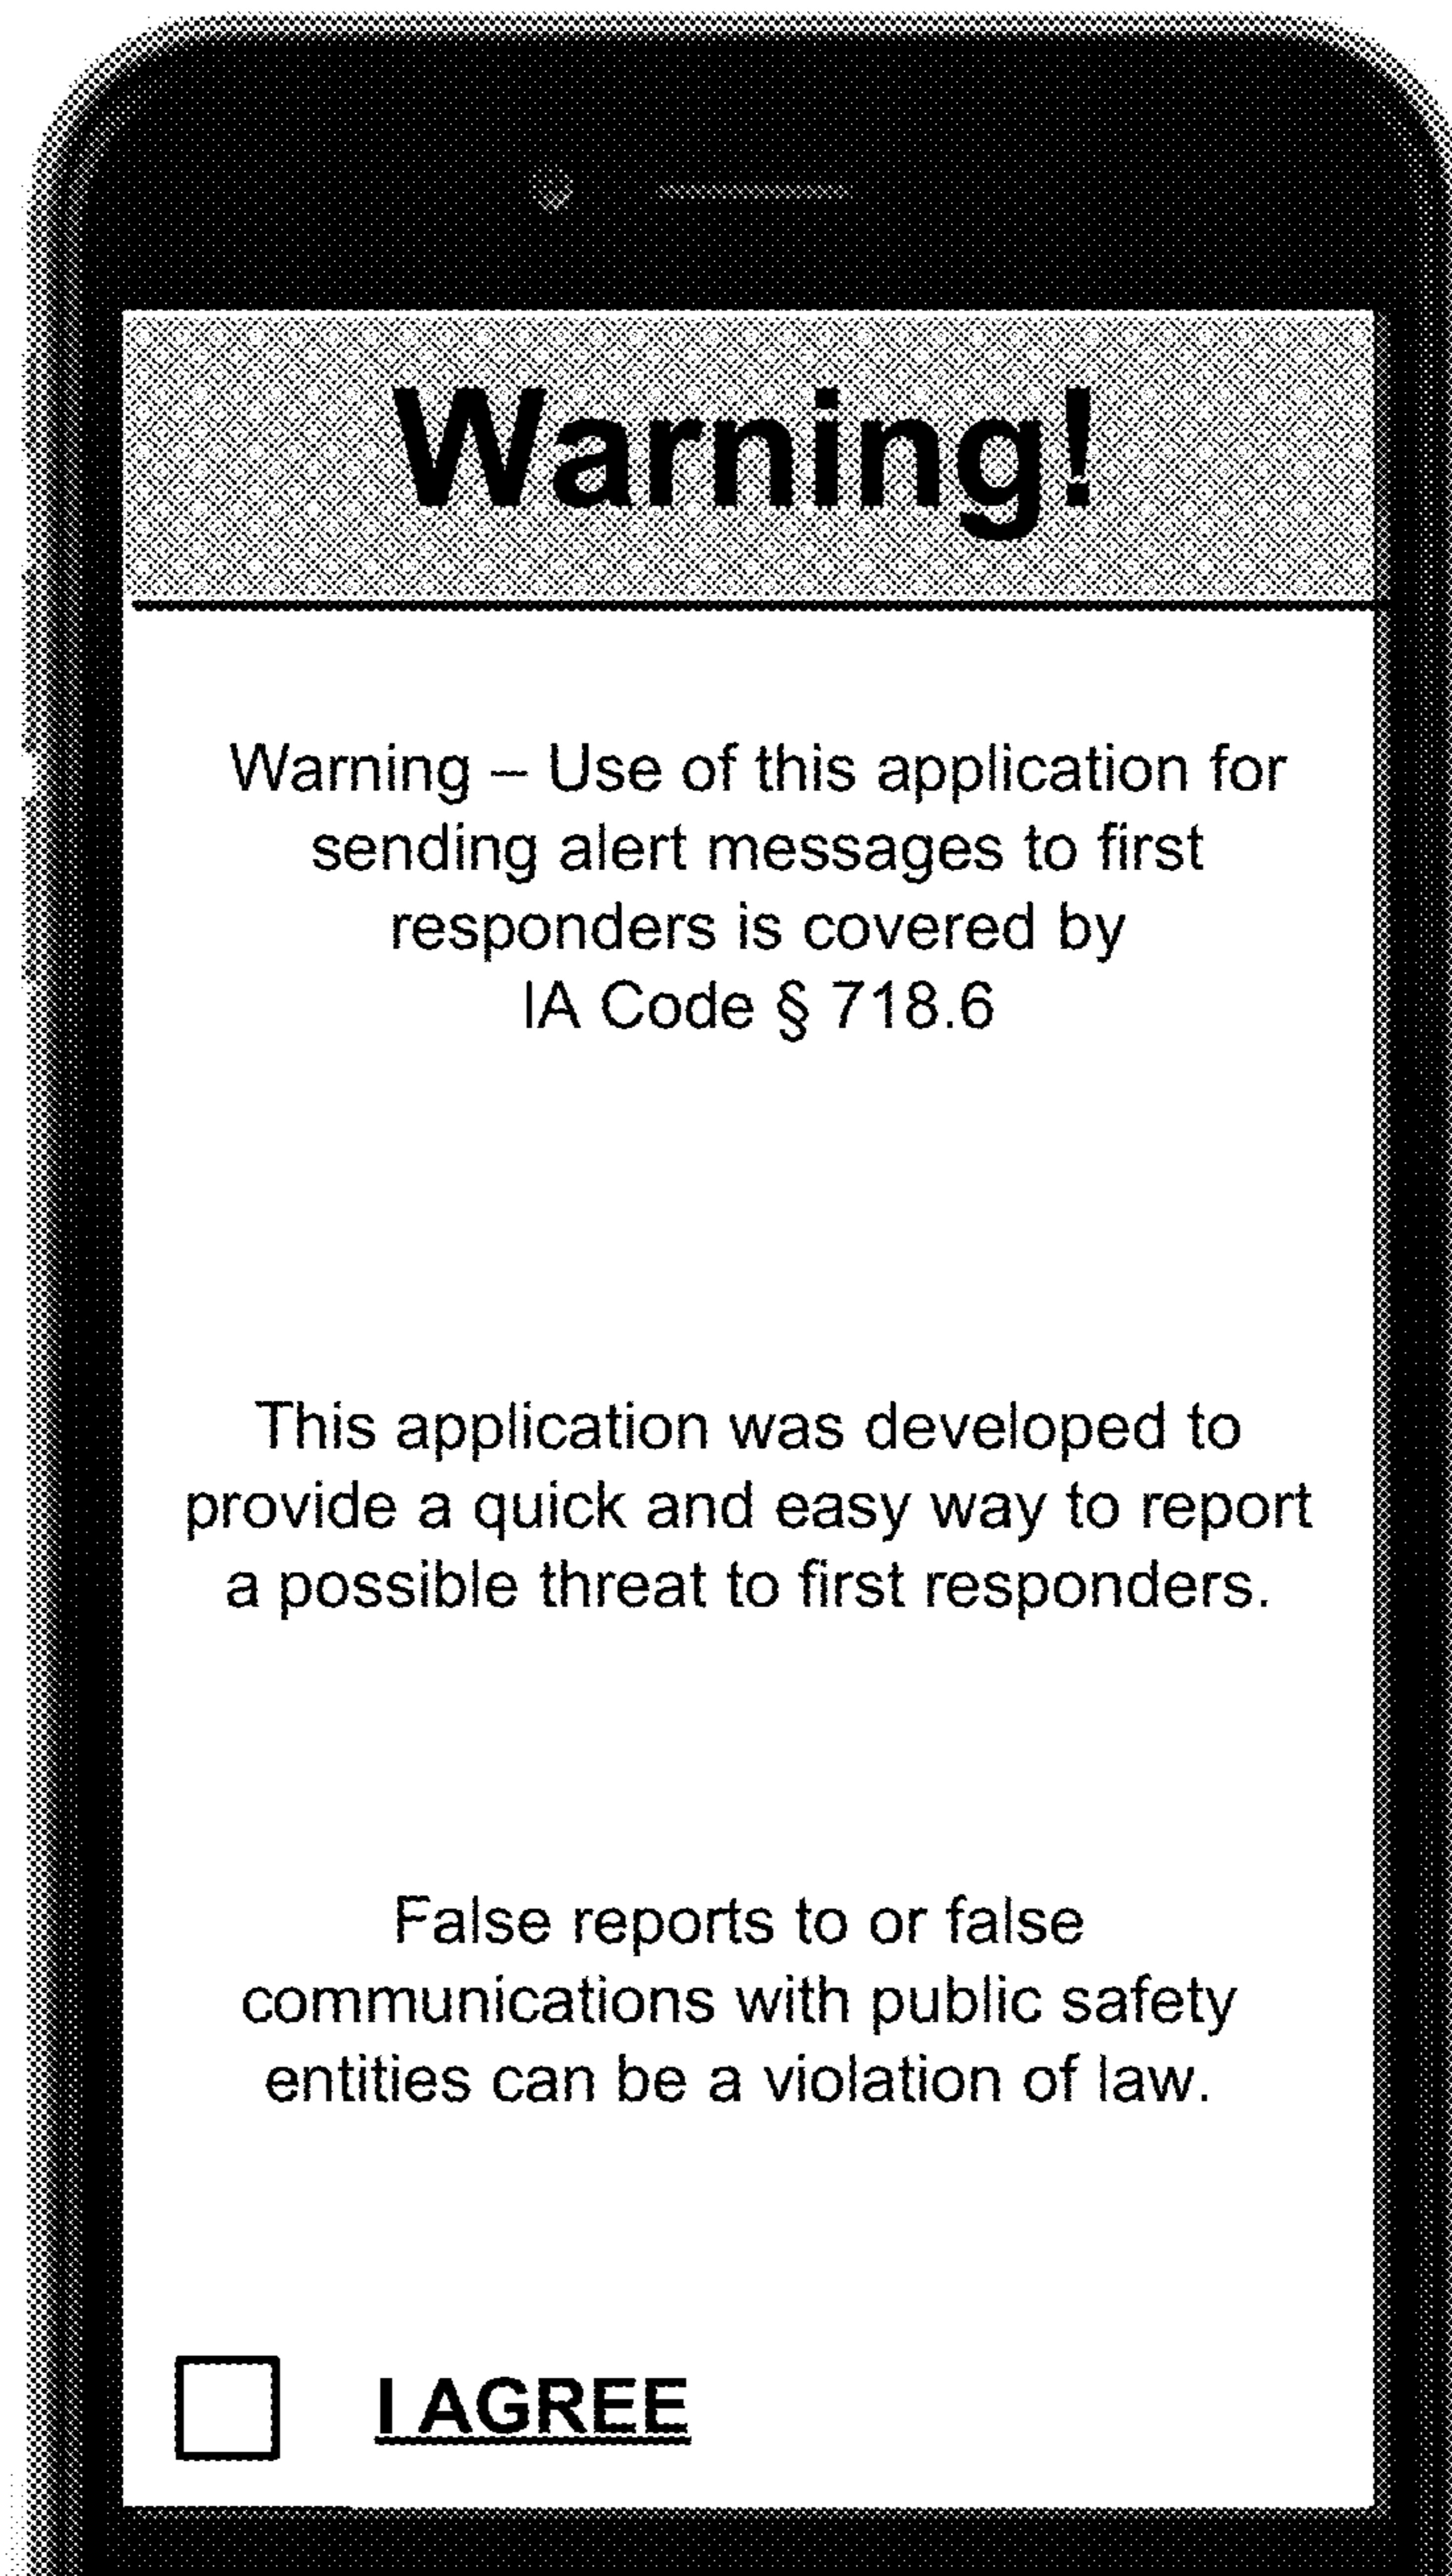 Warning!
Warning – Use of this application for
sending alert messages to first
responders is covered by
IA Code § 718.6
This application was developed to
provide a quick and easy way to report
a possible threat to first responders.
False reports to or false
communications with public safety
entities can be a violation of law.
I AGREE